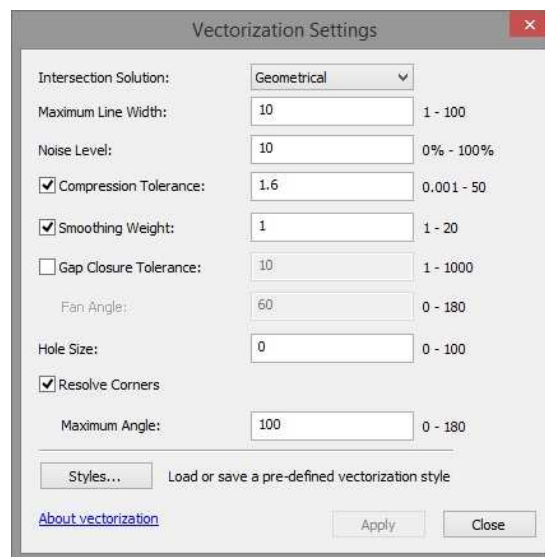 Vectorization Settings
Intersection Solution: Geometrical
Maximum Line Width: 10 1 - 100
Noise Level: 10 0% - 100%
Compression Tolerance: 1.6 0.001 - 50
Smoothing Weight: 1 1 - 20
Gap Closure Tolerance: 10 1 - 1000
Fan Angle: 60 0 - 180
Hole Size: 0 0 - 100
Resolve Corners
Maximum Angle: 100 0 - 180
Styles... Load or save a pre-defined vectorization style
About vectorization Apply Close